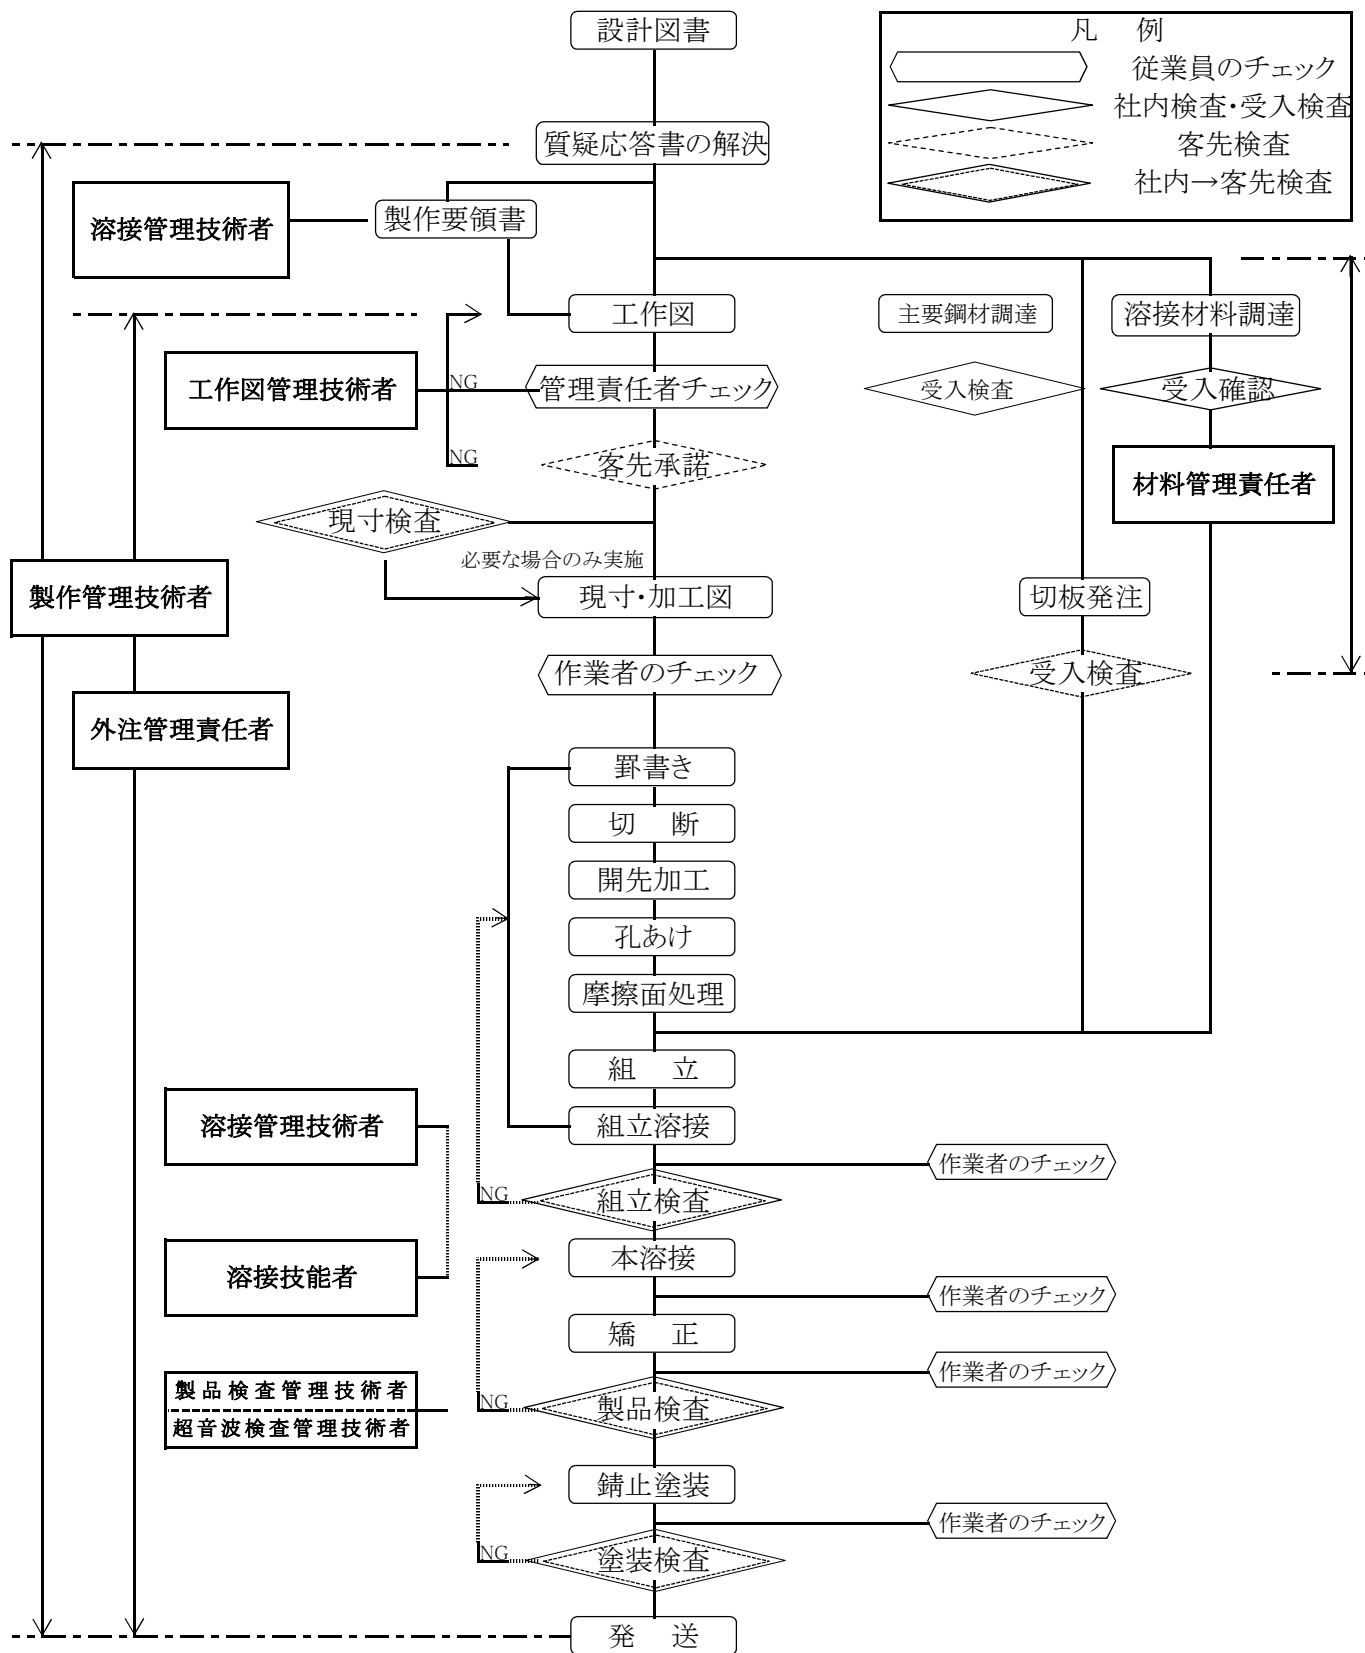 設計図書
凡 例
従業員のチェック
社内検査・受入検査
客先検査
社内→客先検査
質疑応答書の解決
溶接管理技術者
製作要領書
工作図
主要鋼材調達
溶接材料調達
工作図管理技術者
NG
管理責任者チェック
受入検査
受入確認
NG
客先承諾
材料管理責任者
現寸検査
必要な場合のみ実施
製作管理技術者
現寸・加工図
切板発注
作業者のチェック
受入検査
外注管理責任者
罫書き
切 断
開先加工
孔あけ
摩擦面処理
組 立
溶接管理技術者
組立溶接
作業者のチェック
NG
組立検査
本溶接
溶接技能者
作業者のチェック
矯 正
作業者のチェック
製品検査管理技術者
超音波検査管理技術者
NG
製品検査
錆止塗装
作業者のチェック
NG
塗装検査
発 送